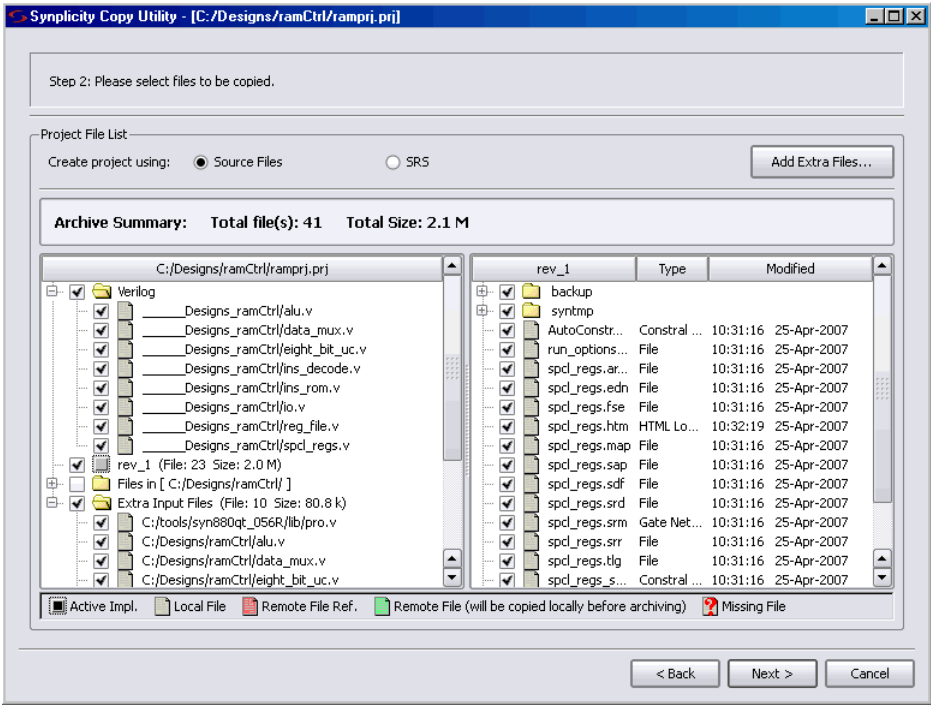 Synplicity Copy Utility - [C:/Designs/ramCtrl/ramprj.prj]
Step 2: Please select files to be copied.
Project File List
Create project using: Source Files SRS Add Extra Files...
Archive Summary: Total file(s): 41 Total Size: 2.1 M
C:/Designs/ramCtrl/ramprj.prj
Verilog
______Designs_ramCtrl/alu.v
______Designs_ramCtrl/data_mux.v
______Designs_ramCtrl/eight_bit_uc.v
______Designs_ramCtrl/ins_decode.v
______Designs_ramCtrl/ins_rom.v
______Designs_ramCtrl/io.v
______Designs_ramCtrl/reg_file.v
______Designs_ramCtrl/spcl_regs.v
rev_1 (File: 23 Size: 2.0 M)
Files in [ C:/Designs/ramCtrl/ ]
Extra Input Files (File: 10 Size: 80.8 k)
C:/tools/syn880qt_056R/lib/pro.v
C:/Designs/ramCtrl/alu.v
C:/Designs/ramCtrl/data_mux.v
C:/Designs/ramCtrl/eight_bit_uc.v
rev_1 Type Modified
backup
syntmp
AutoConstr... Constral ... 10:31:16 25-Apr-2007
run_options... File 10:31:16 25-Apr-2007
spcl_regs.ar... File 10:31:16 25-Apr-2007
spcl_regs.edn File 10:31:16 25-Apr-2007
spcl_regs.fse File 10:31:16 25-Apr-2007
spcl_regs.htm HTML Lo... 10:32:19 25-Apr-2007
spcl_regs.map File 10:31:16 25-Apr-2007
spcl_regs.sap File 10:31:16 25-Apr-2007
spcl_regs.sdf File 10:31:16 25-Apr-2007
spcl_regs.srd File 10:31:16 25-Apr-2007
spcl_regs.srm Gate Net... 10:31:16 25-Apr-2007
spcl_regs.srr File 10:31:16 25-Apr-2007
spcl_regs.tlg File 10:31:16 25-Apr-2007
spcl_regs_s... Constral ... 10:31:16 25-Apr-2007
Active Impl. Local File Remote File Ref. Remote File (will be copied locally before archiving) Missing File
< Back Next > Cancel